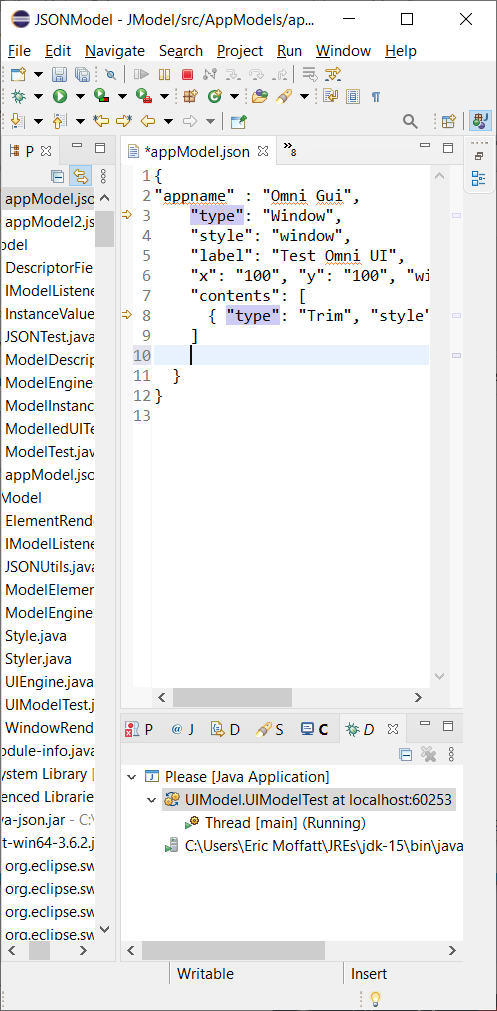 JSONModel - JModel/src/AppModels/ap...
File Edit Navigate Search Project Run Window Help
P
*appModel.json
8
appModel.jsc
appModel2.js
odel
DescriptorFie
IModelListene
InstanceValue
JSONTest.java
ModelDescrip
ModelEngine
ModelInstanc
ModelledUITe
ModelTest.jav
appModel.jso
Model
ElementRend
IModelListene
JSONUtils.java
ModelElemen
ModelEngine.
Style.java
Styler.java
UIEngine.java
UIModelTest.j
WindowRend
odule-info.java
ystem Library [
enced Libraries
va-json.jar - C:\
t-win64-3.6.2.j
org.eclipse.sw
org.eclipse.sw
org.eclipse.sw
org.eclipse.sw
1 {
2 "appname" : "Omni Gui",
3 "type": "Window",
4 "style": "window",
5 "label": "Test Omni UI",
6 "x": "100", "y": "100", "wi
7 "contents": [
8 { "type": "Trim", "style"
9 ]
10
11 }
12 }
13
P @ J D S C D
Please [Java Application]
UIModel.UIModelTest at localhost:60253
Thread [main] (Running)
C:\Users\Eric Moffatt\JREs\jdk-15\bin\java
Writable Insert